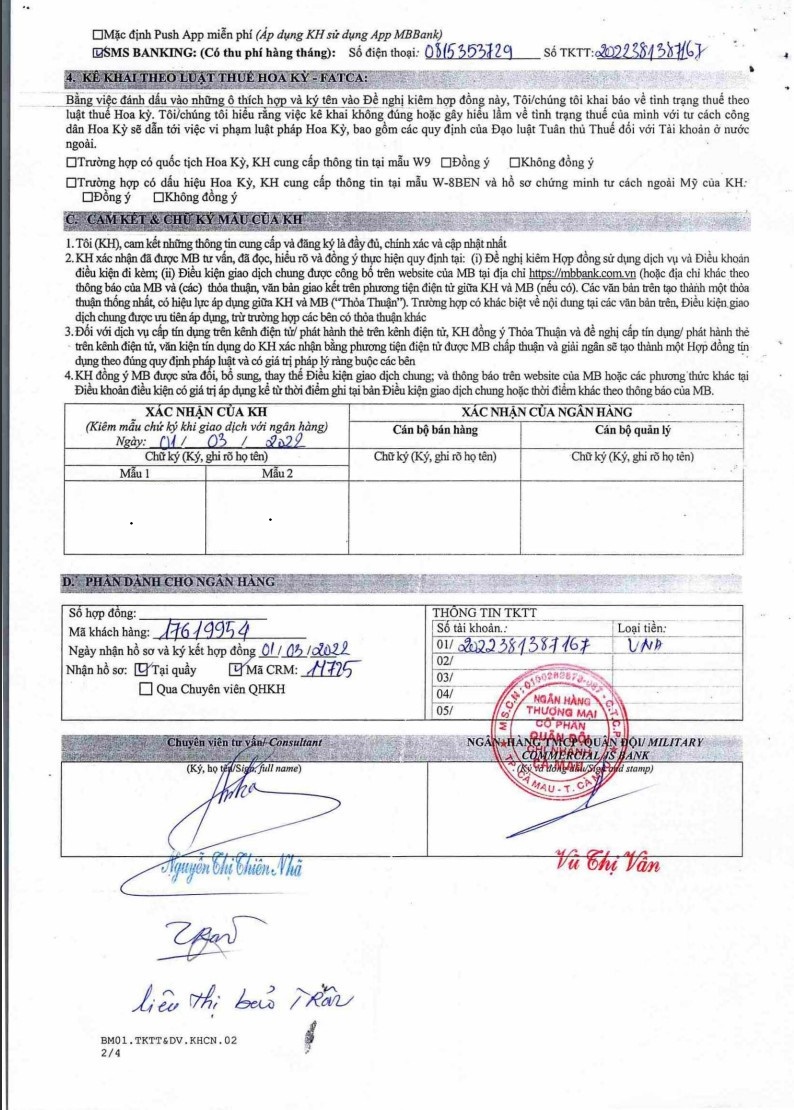 ☐Mặc định Push App miễn phí (Áp dụng KH sử dụng App MBBank)
☑SMS BANKING: (Có thu phí hàng tháng): Số điện thoại: 0815353729 Số TKTT: 2022381387167
4. KÊ KHAI THEO LUẬT THUẾ HOA KỲ - FATCA:
Bằng việc đánh dấu vào những ô thích hợp và ký tên vào Đề nghị kiêm hợp đồng này, Tôi/chúng tôi khai báo về tình trạng thuế theo
luật thuế Hoa kỳ. Tôi/chúng tôi hiểu rằng việc kê khai không đúng hoặc gây hiểu lầm về tình trạng thuế của mình với tư cách công
dân Hoa Kỳ sẽ dẫn tới việc vi phạm luật pháp Hoa Kỳ, bao gồm các quy định của Đạo luật Tuân thủ Thuế đối với Tài khoản ở nước
ngoài.
☐Trường hợp có quốc tịch Hoa Kỳ, KH cung cấp thông tin tại mẫu W9 ☐Đồng ý ☐Không đồng ý
☐Trường hợp có dấu hiệu Hoa Kỳ, KH cung cấp thông tin tại mẫu W-8BEN và hồ sơ chứng minh tư cách ngoài Mỹ của KH:
☐Đồng ý ☐Không đồng ý
C. CAM KẾT & CHỮ KÝ MẪU CỦA KH
1. Tôi (KH), cam kết những thông tin cung cấp và đăng ký là đầy đủ, chính xác và cập nhật nhất
2. KH xác nhận đã được MB tư vấn, đã đọc, hiểu rõ và đồng ý thực hiện quy định tại: (i) Đề nghị kiêm Hợp đồng sử dụng dịch vụ và Điều khoản
điều kiện đi kèm; (ii) Điều kiện giao dịch chung được công bố trên website của MB tại địa chỉ https://mbbank.com.vn (hoặc địa chỉ khác theo
thông báo của MB và (các) thỏa thuận, văn bản giao kết trên phương tiện điện tử giữa KH và MB (nếu có). Các văn bản trên tạo thành một thỏa
thuận thống nhất, có hiệu lực áp dụng giữa KH và MB ("Thỏa Thuận"). Trường hợp có khác biệt về nội dung tại các văn bản trên, Điều kiện giao
dịch chung được ưu tiên áp dụng, trừ trường hợp các bên có thỏa thuận khác
3. Đối với dịch vụ cấp tín dụng trên kênh điện tử/ phát hành thẻ trên kênh điện tử, KH đồng ý Thỏa Thuận và đề nghị cấp tín dụng/ phát hành thẻ
trên kênh điện tử, văn kiện tín dụng do KH xác nhận bằng phương tiện điện tử được MB chấp thuận và giải ngân sẽ tạo thành một Hợp đồng tín
dụng theo đúng quy định pháp luật và có giá trị pháp lý ràng buộc các bên
4. KH đồng ý MB được sửa đổi, bổ sung, thay thế Điều kiện giao dịch chung; và thông báo trên website của MB hoặc các phương thức khác tại
Điều khoản điều kiện có giá trị áp dụng kể từ thời điểm ghi tại bản Điều kiện giao dịch chung hoặc thời điểm khác theo thông báo của MB.
XÁC NHẬN CỦA KH XÁC NHẬN CỦA NGÂN HÀNG
(Kiêm mẫu chữ ký khi giao dịch với ngân hàng) Cán bộ bán hàng Cán bộ quản lý
Ngày: 01 / 03 / 2022
Chữ ký (Ký, ghi rõ họ tên) Chữ ký (Ký, ghi rõ họ tên) Chữ ký (Ký, ghi rõ họ tên)
Mẫu 1 Mẫu 2
D. PHẦN DÀNH CHO NGÂN HÀNG
Số hợp đồng: THÔNG TIN TKTT
Mã khách hàng: 17619954 Số tài khoản.: Loại tiền:
Ngày nhận hồ sơ và ký kết hợp đồng 01 / 03 / 2022 01/ 2022381387167 VNĐ
Nhận hồ sơ: ☑Tại quầy ☑Mã CRM: 11725 02/
☐ Qua Chuyên viên QHKH 03/
04/
05/
NGÂN HÀNG
THƯƠNG MẠI
CỔ PHẦN
QUÂN ĐỘI
CHI NHÁNH
CÀ MAU
TP. CÀ MAU - T. CÀ MAU
Chuyên viên tư vấn/ Consultant NGÂN HÀNG TMCP QUÂN ĐỘI/ MILITARY
COMMERCIAL JS BANK
(Ký, họ tên/Sign, full name) (Ký và đóng dấu/Sign and stamp)
Nguyễn Thị Thiên Nhã Vũ Thị Vân
Trân
Liêu Thị bảo Trân
BM01.TKTT&DV.KHCN.02
2/4